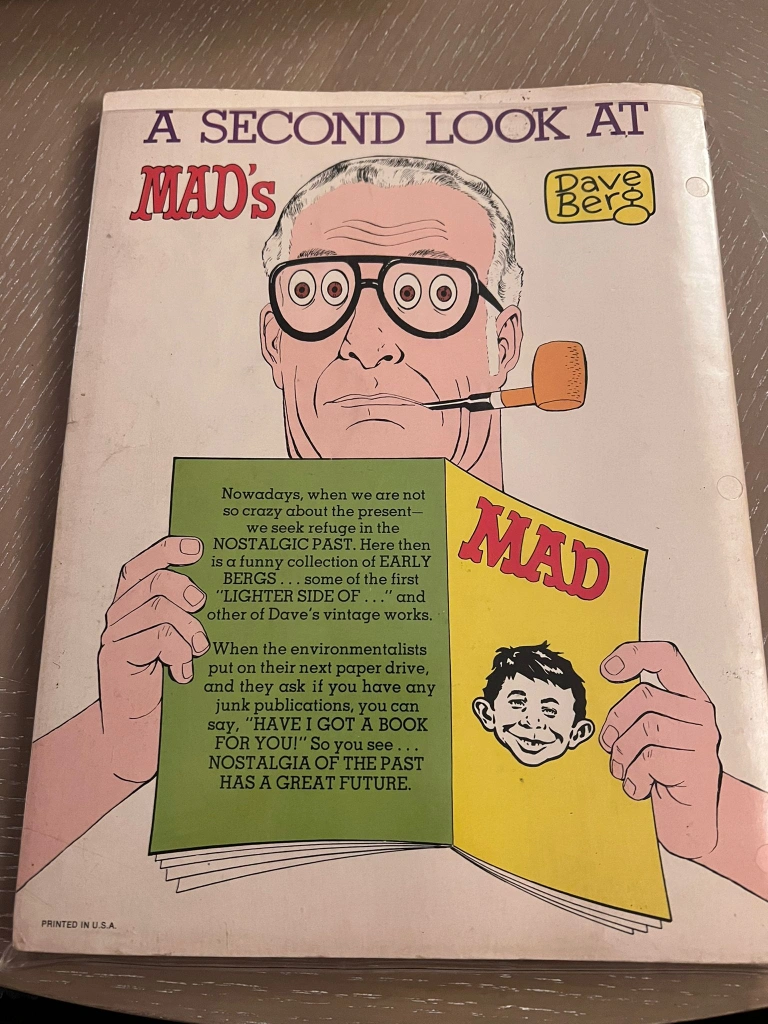 A SECOND LOOK AT
MAD's
Dave
Berg
Nowadays, when we are not
so crazy about the present—
we seek refuge in the
NOSTALGIC PAST. Here then
is a funny collection of EARLY
BERGS . . . some of the first
"LIGHTER SIDE OF . . ." and
other of Dave's vintage works.
When the environmentalists
put on their next paper drive,
and they ask if you have any
junk publications, you can
say, "HAVE I GOT A BOOK
FOR YOU!" So you see . . .
NOSTALGIA OF THE PAST
HAS A GREAT FUTURE.
MAD
PRINTED IN U.S.A.